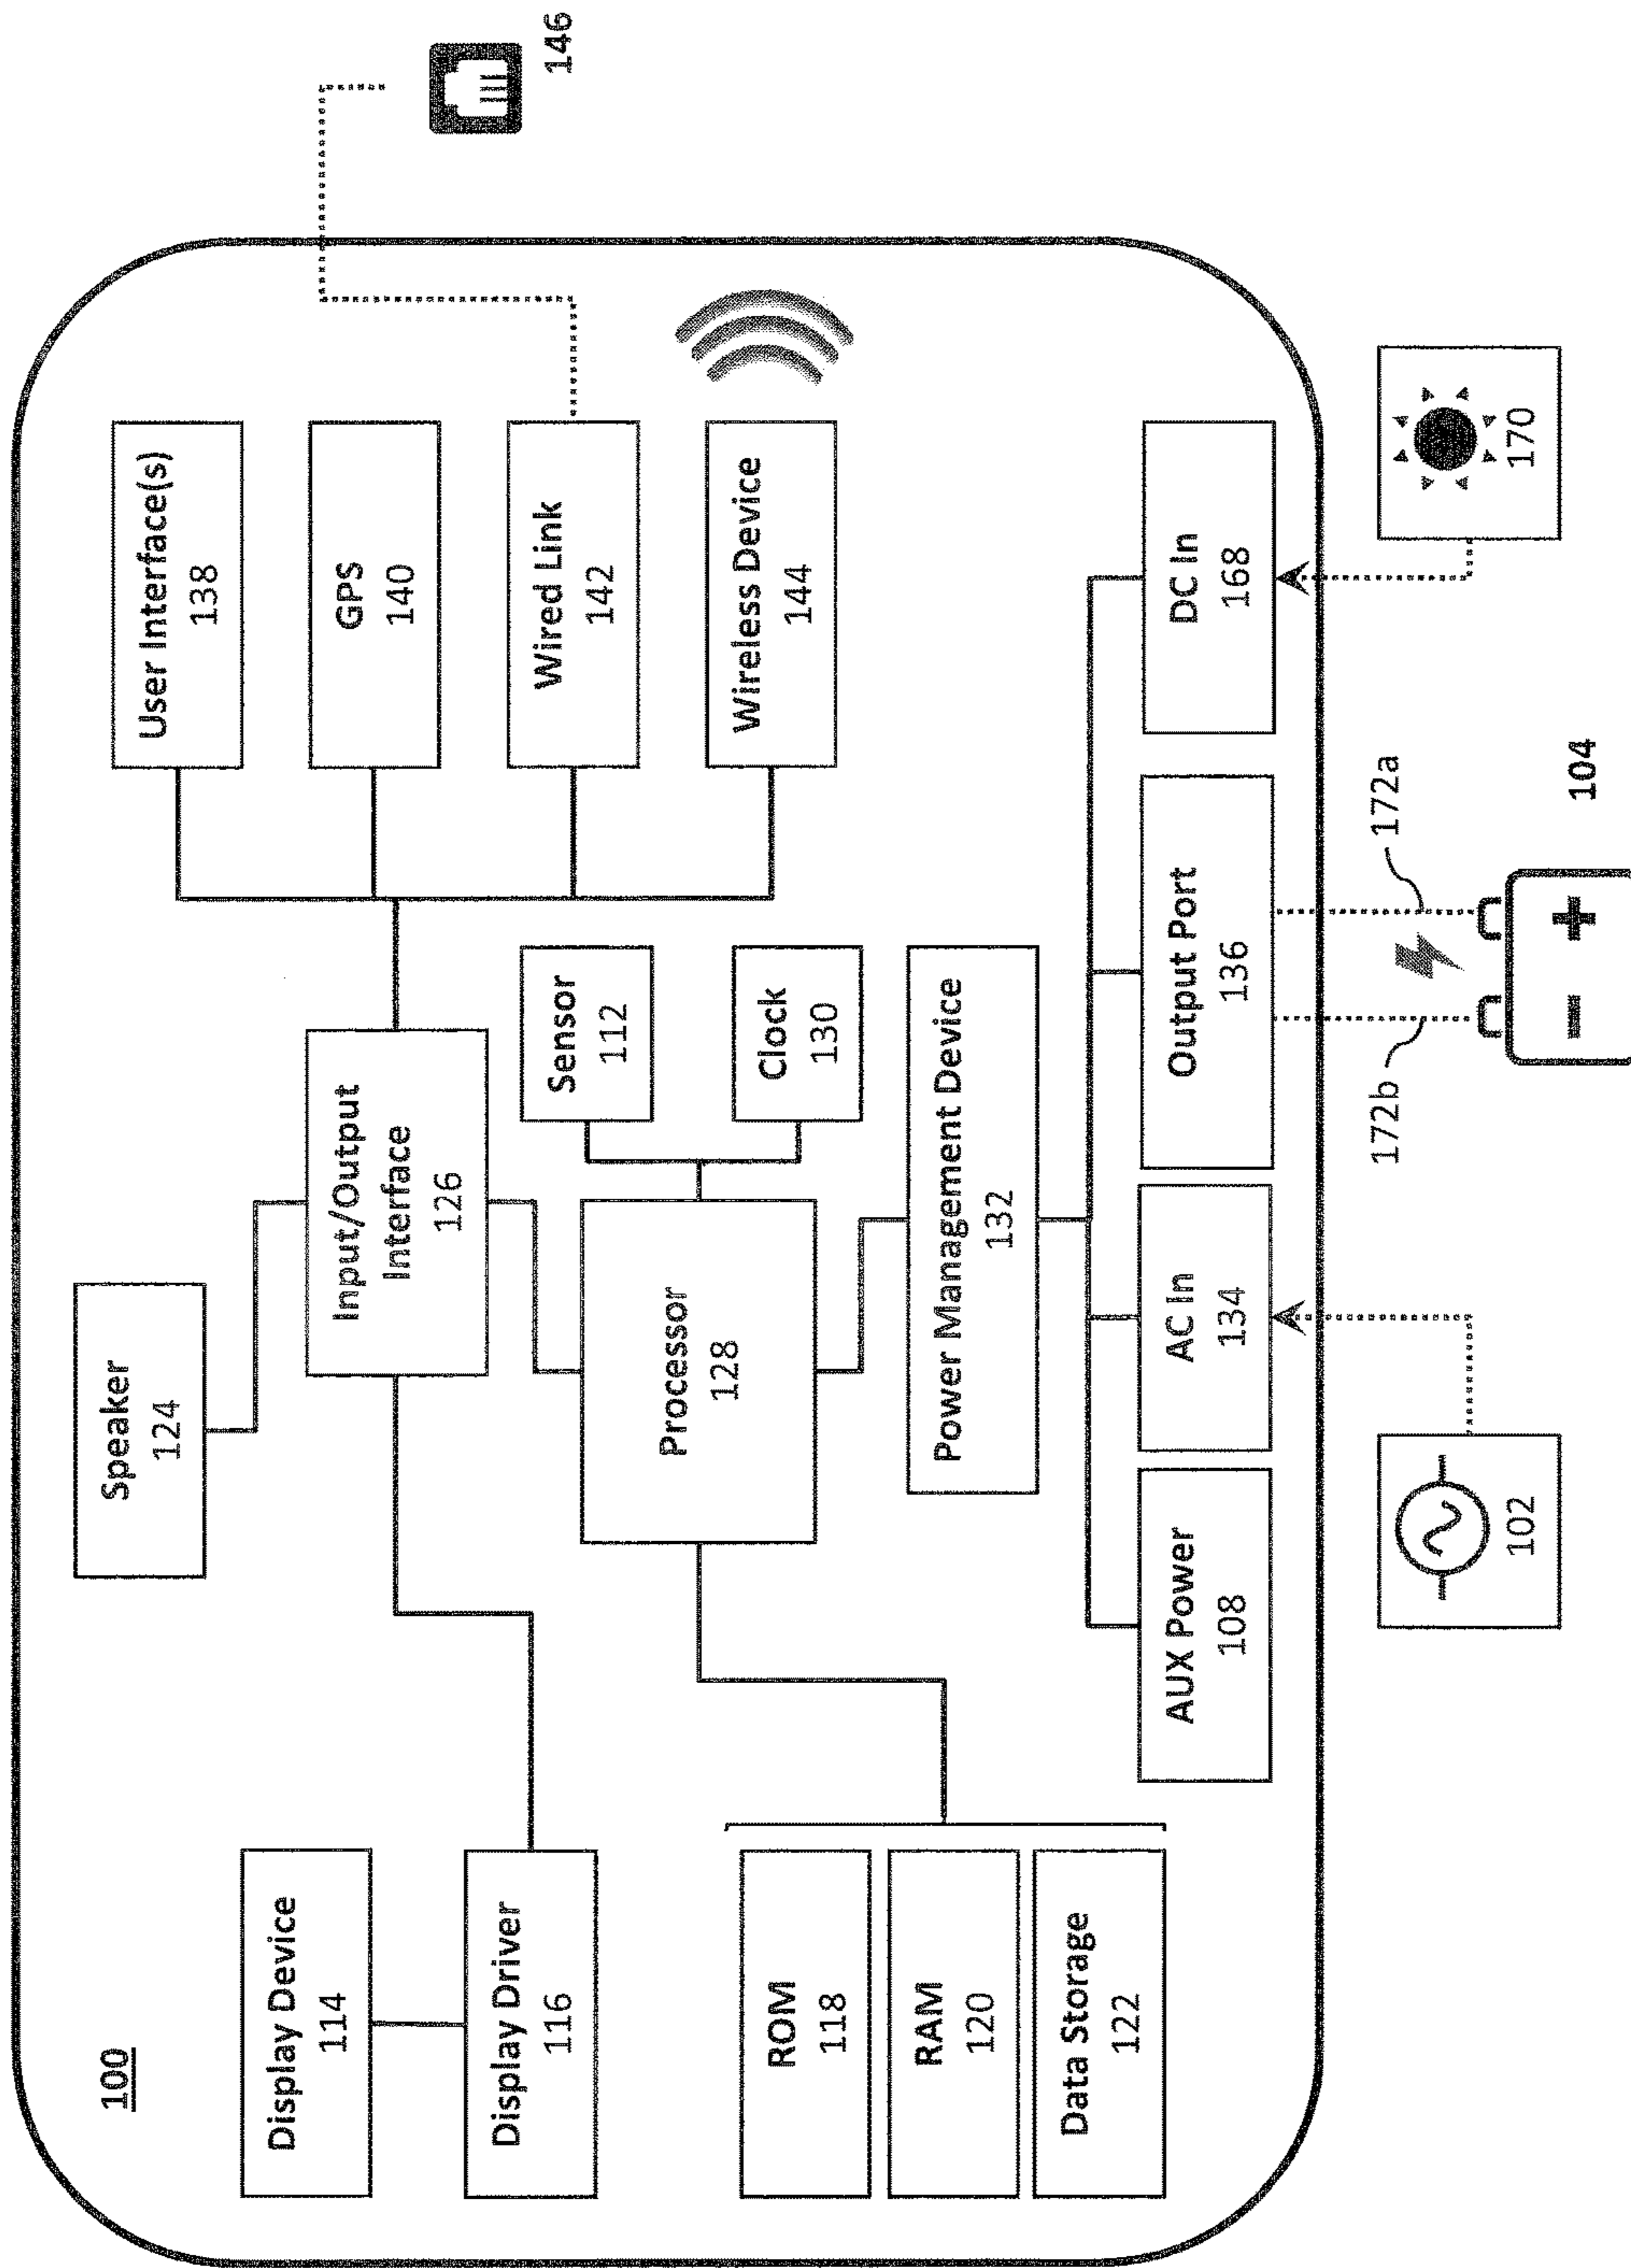 100
Speaker
124
Display Device
114
Display Driver
116
Input/Output
Interface
126
User Interface(s)
138
GPS
140
Wired Link
142
Wireless Device
144
146
Sensor
112
Clock
130
Processor
128
ROM
118
RAM
120
Data Storage
122
Power Management Device
132
AUX Power
108
AC In
134
Output Port
136
DC In
168
102
172b
172a
104
170